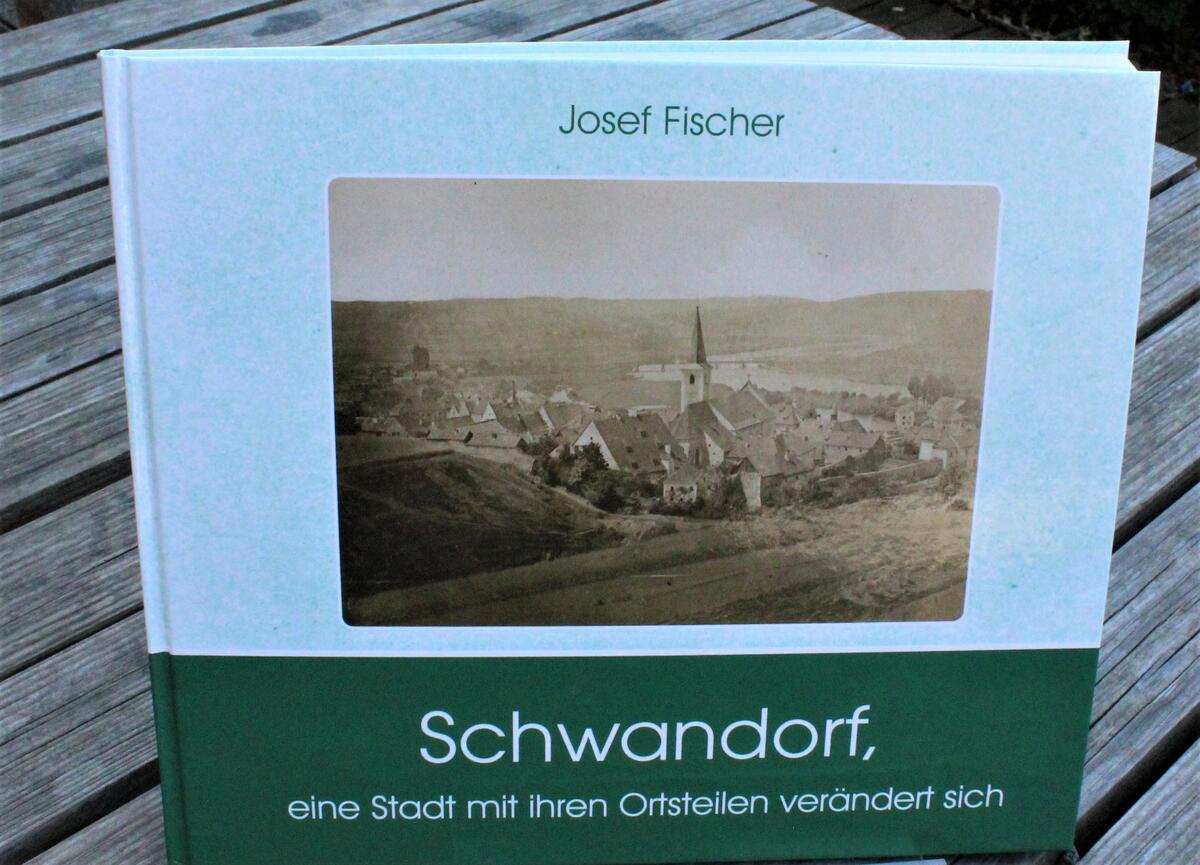 Josef Fischer
Schwandorf,
eine Stadt mit ihren Ortsteilen verändert sich